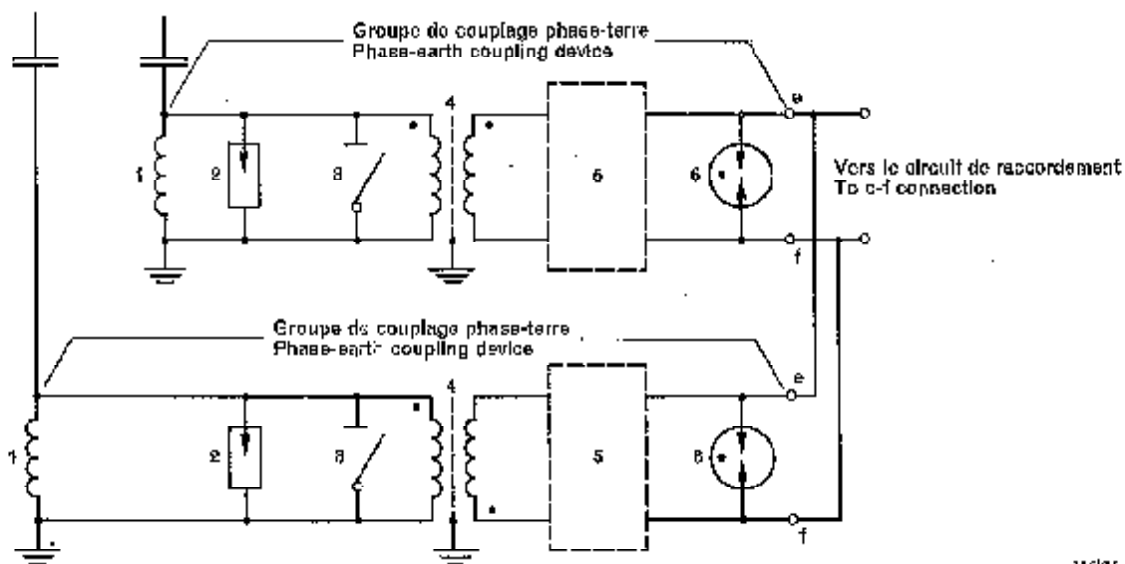 Groupe de couplage phase-terre
Phase-earth coupling device
4
e
1
2
3
5
6
Vers le circuit de raccordement
To c-f connection
f
Groupe de couplage phase-terre
Phase-earth coupling device
4
e
1
2
3
5
6
f